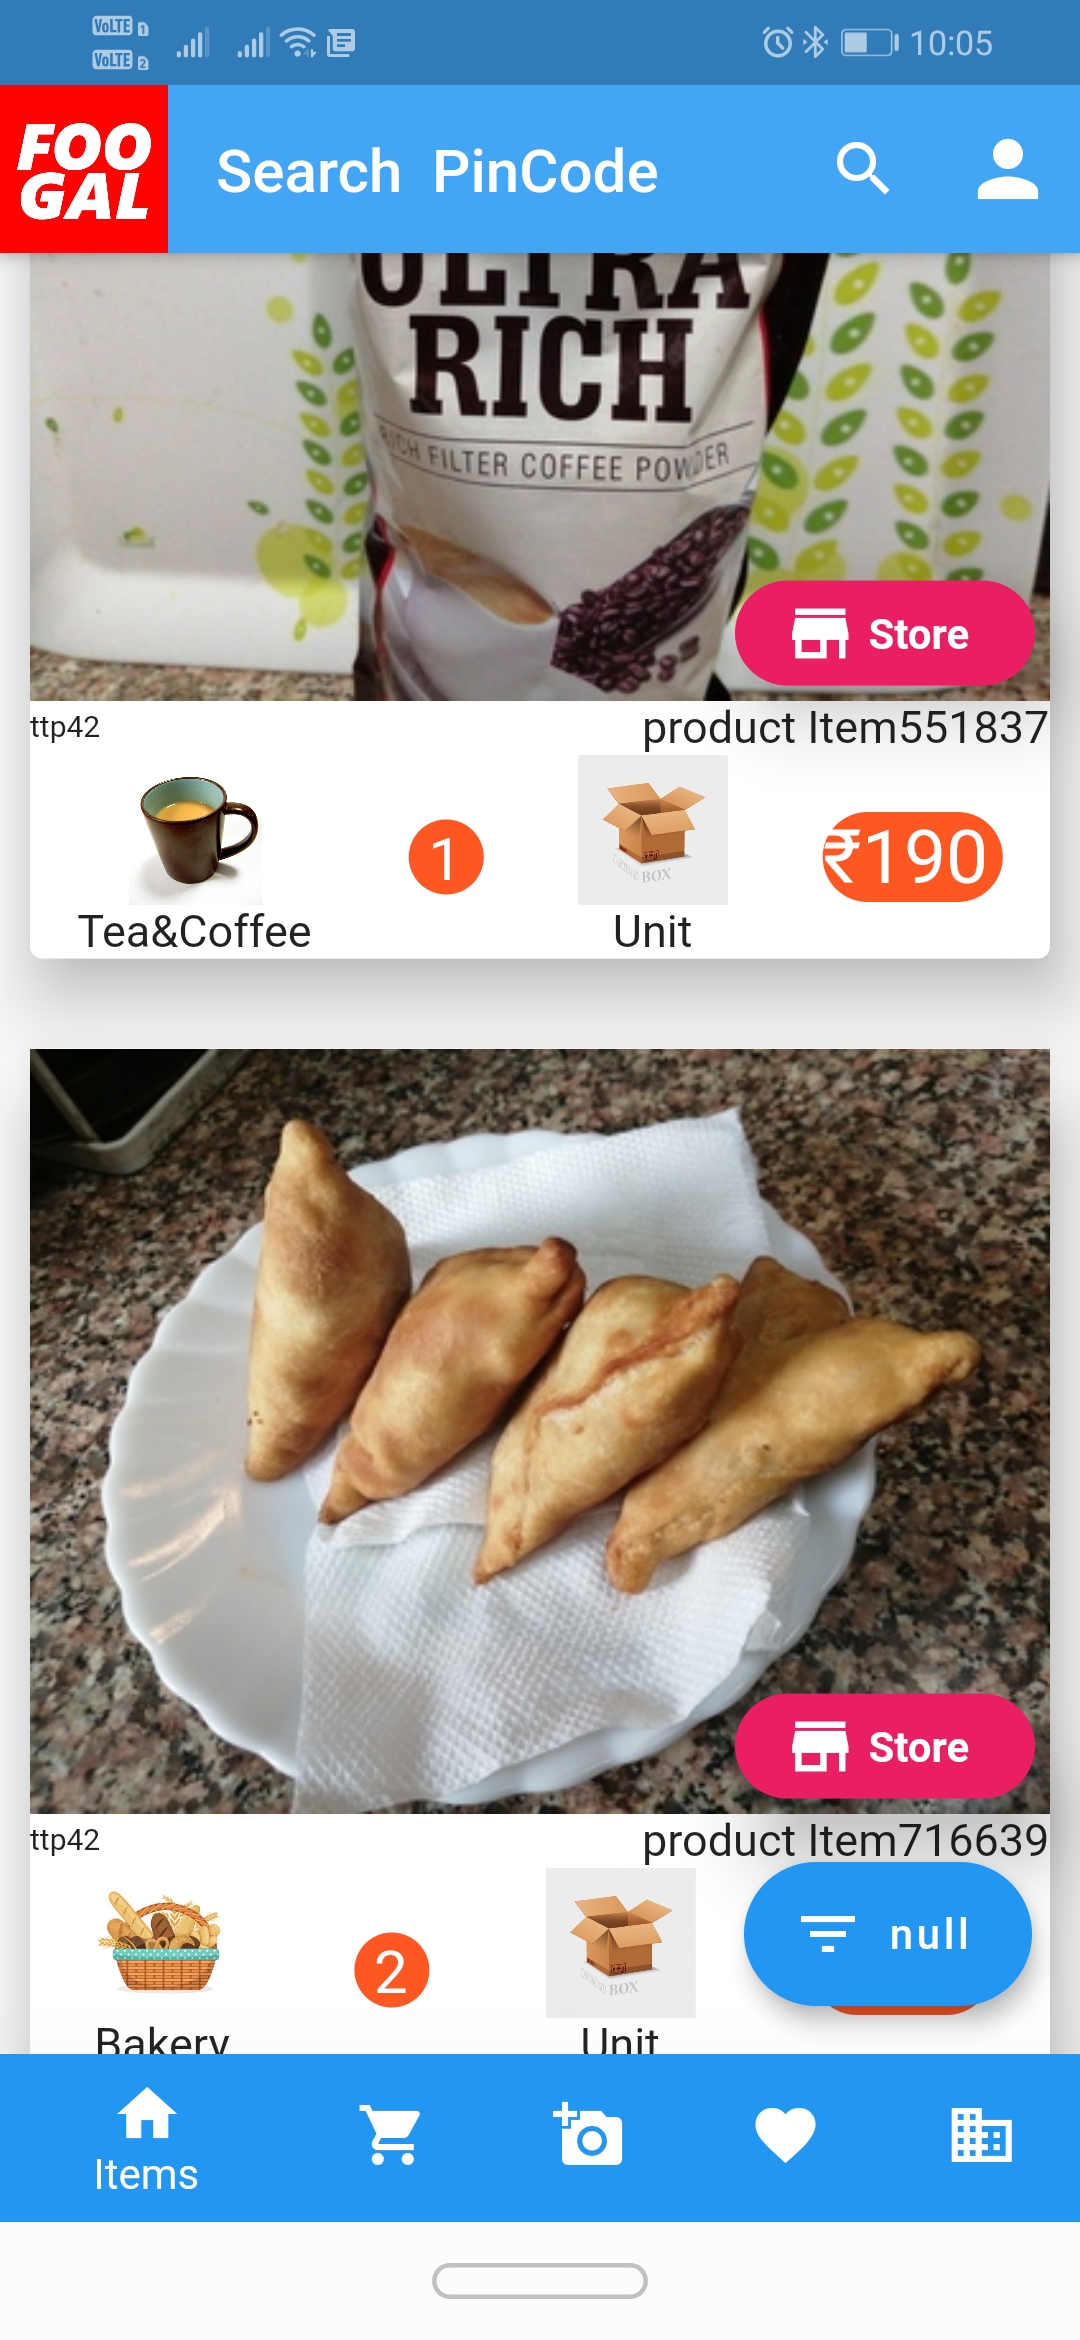 VoLTE 1
VoLTE 2
10:05
FOO
GAL
Search PinCode
ULTRA
RICH
RICH FILTER COFFEE POWDER
Store
ttp42
product Item551837
1
BOX
₹190
Tea&Coffee
Unit
Store
ttp42
product Item716639
2
BOX
null
Bakery
Unit
Items